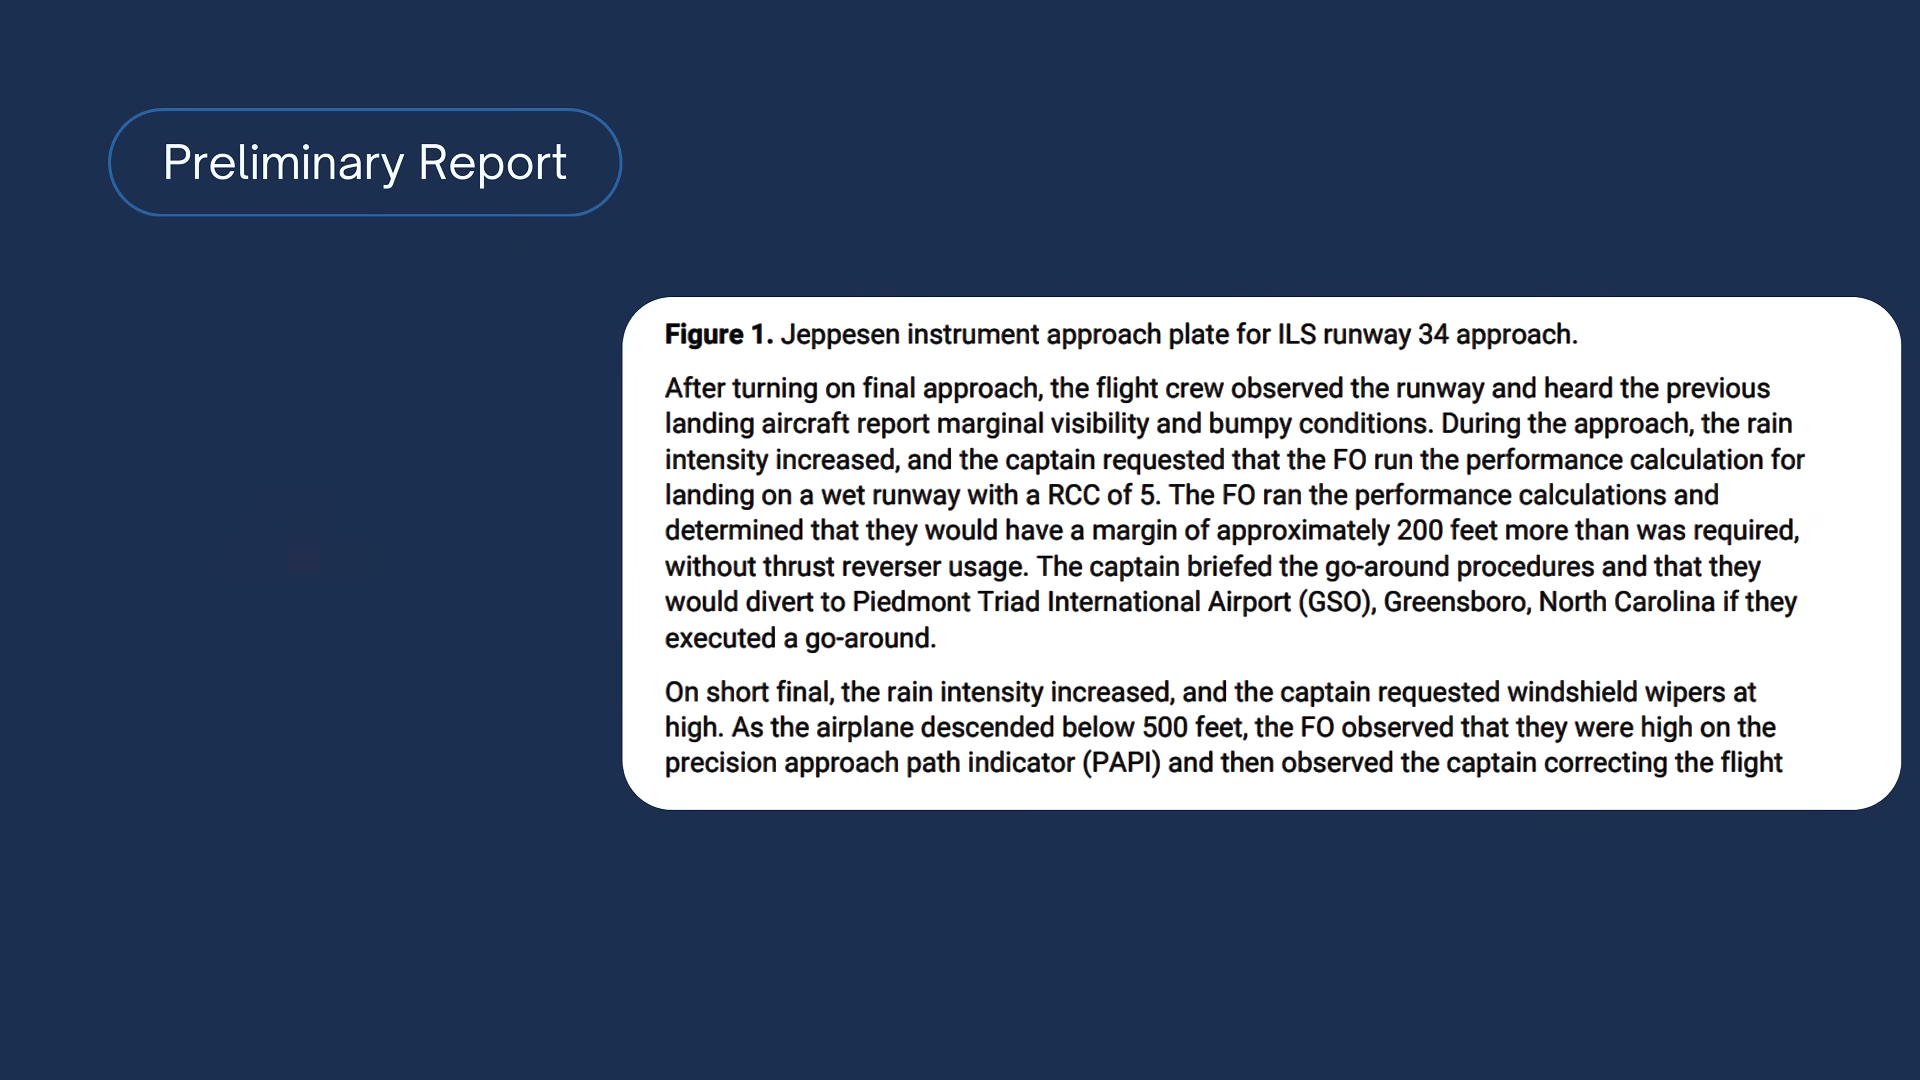 Preliminary Report
Figure 1. Jeppesen instrument approach plate for ILS runway 34 approach.
After turning on final approach, the flight crew observed the runway and heard the previous
landing aircraft report marginal visibility and bumpy conditions. During the approach, the rain
intensity increased, and the captain requested that the FO run the performance calculation for
landing on a wet runway with a RCC of 5. The FO ran the performance calculations and
determined that they would have a margin of approximately 200 feet more than was required,
without thrust reverser usage. The captain briefed the go-around procedures and that they
would divert to Piedmont Triad International Airport (GSO), Greensboro, North Carolina if they
executed a go-around.
On short final, the rain intensity increased, and the captain requested windshield wipers at
high. As the airplane descended below 500 feet, the FO observed that they were high on the
precision approach path indicator (PAPI) and then observed the captain correcting the flight